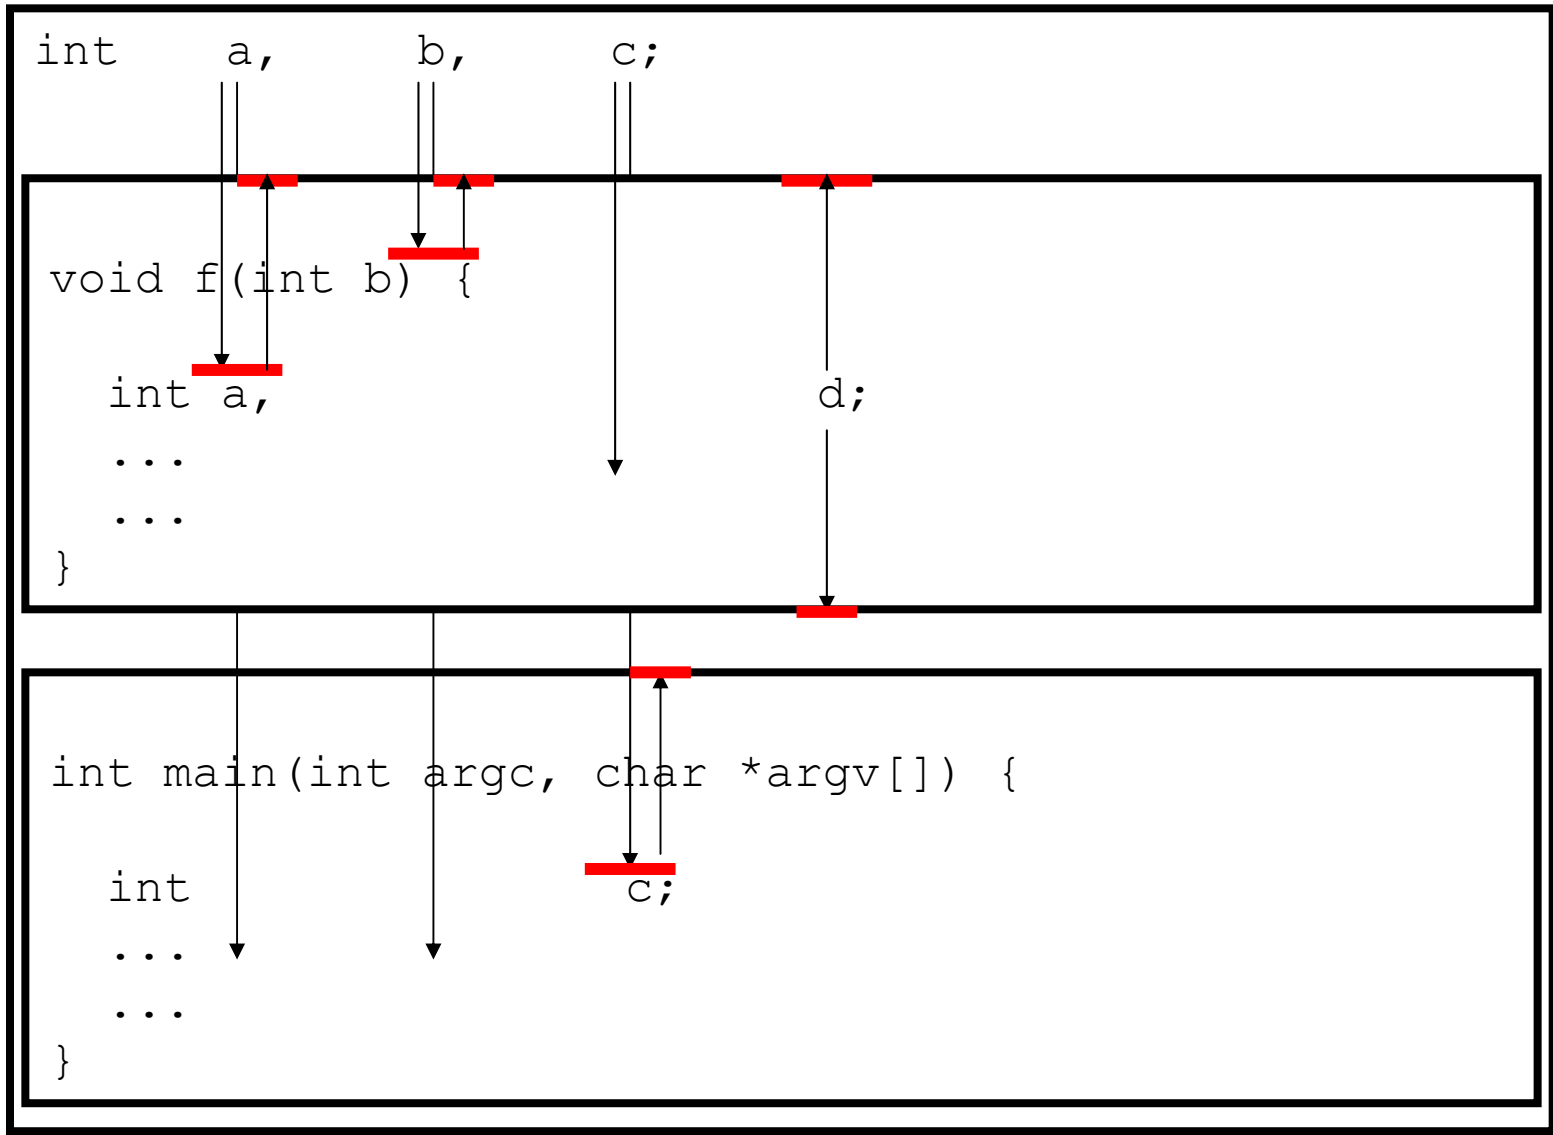 int a, b, c;
void f(int b) {
int a, d;
...
...
}
int main(int argc, char *argv[]) {
int c;
...
...
}